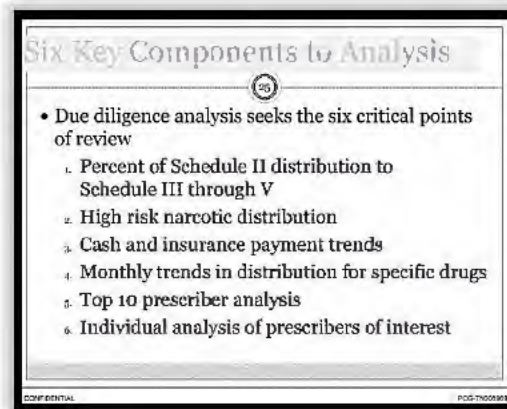 Six Key Components to Analysis
25
• Due diligence analysis seeks the six critical points
of review
1. Percent of Schedule II distribution to
Schedule III through V
2. High risk narcotic distribution
3. Cash and insurance payment trends
4. Monthly trends in distribution for specific drugs
5. Top 10 prescriber analysis
6. Individual analysis of prescribers of interest
CONFIDENTIAL